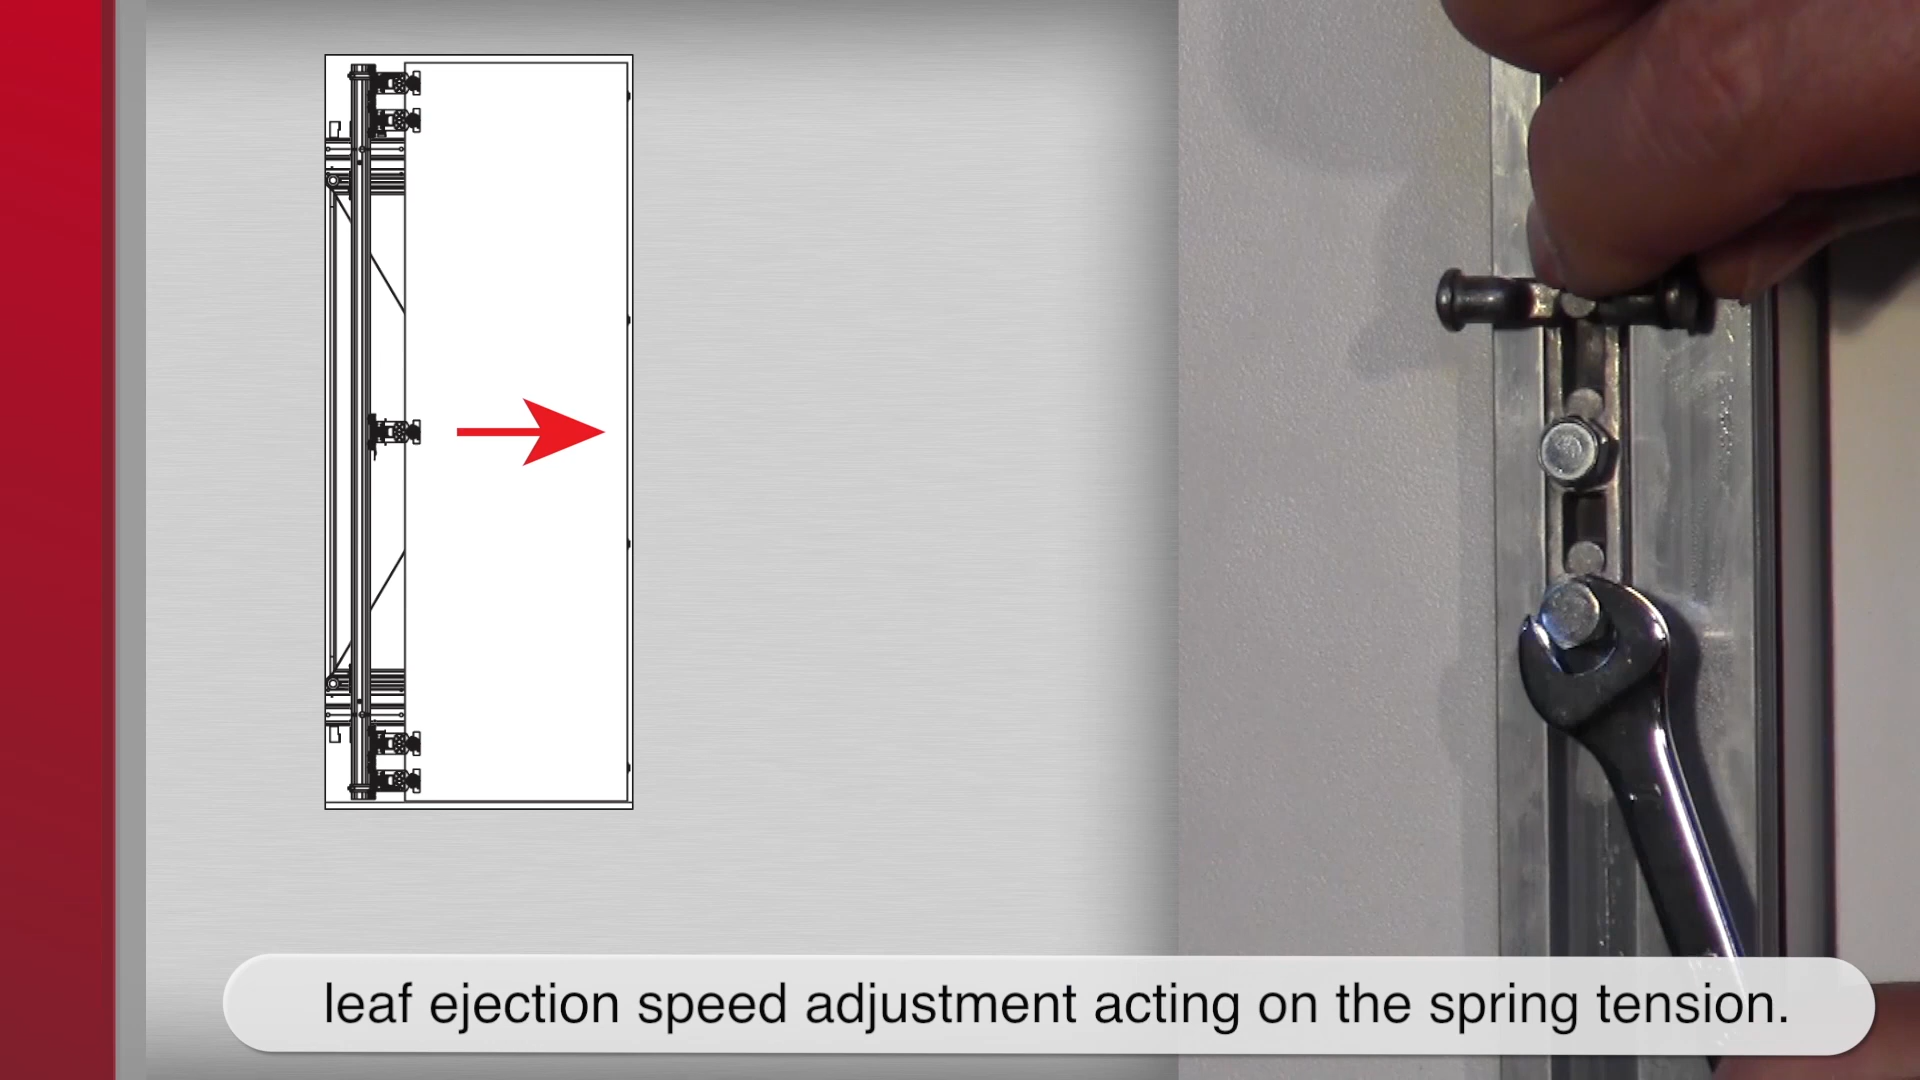 leaf ejection speed adjustment acting on the spring tension.